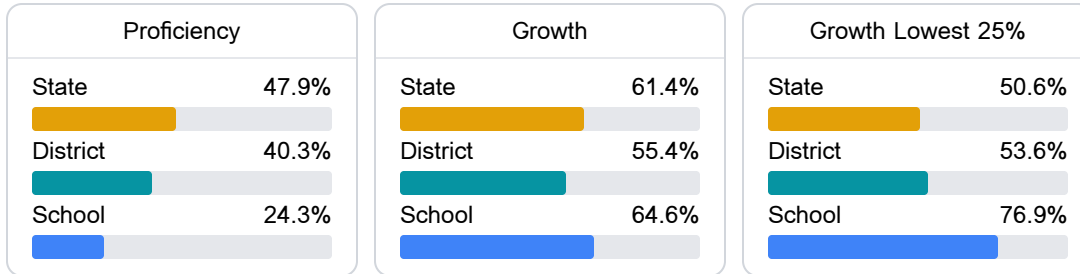 Proficiency
State 47.9%
District 40.3%
School 24.3%
Growth
State 61.4%
District 55.4%
School 64.6%
Growth Lowest 25%
State 50.6%
District 53.6%
School 76.9%